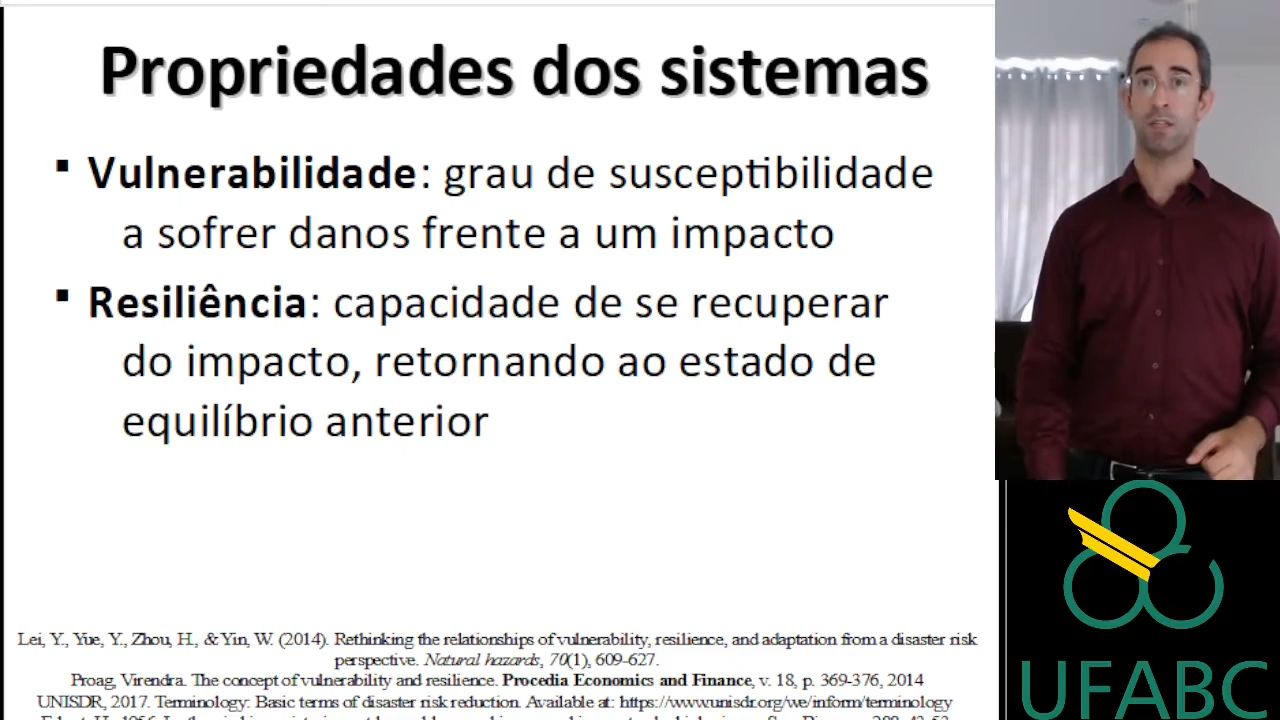 Propriedades dos sistemas
▪ Vulnerabilidade: grau de susceptibilidade
a sofrer danos frente a um impacto
▪ Resiliência: capacidade de se recuperar
do impacto, retornando ao estado de
equilíbrio anterior
Lei, Y., Yue, Y., Zhou, H., & Yin, W. (2014). Rethinking the relationships of vulnerability, resilience, and adaptation from a disaster risk
perspective. Natural hazards, 70(1), 609-627.
Proag, Virendra. The concept of vulnerability and resilience. Procedia Economics and Finance, v. 18, p. 369-376, 2014
UNISDR, 2017. Terminology: Basic terms of disaster risk reduction. Available at: https://www.unisdr.org/we/inform/terminology
UFABC